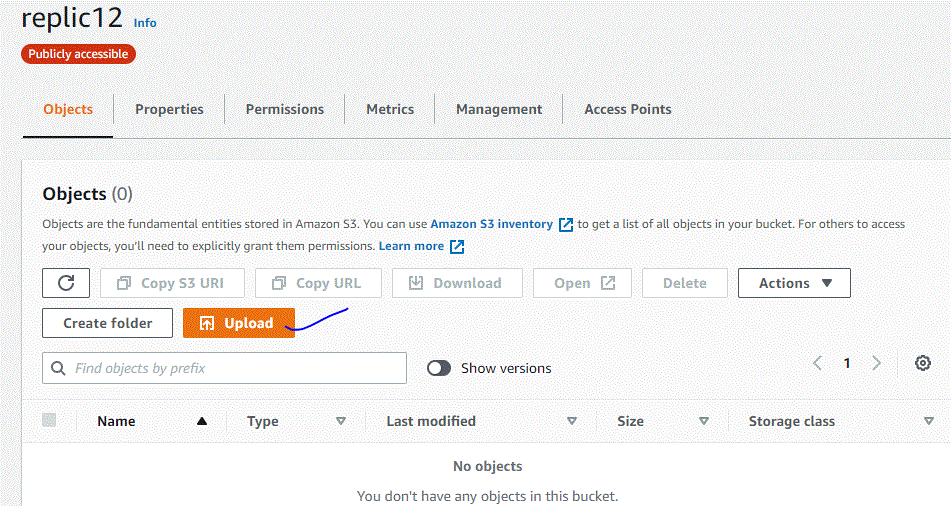 replic12 Info
Publicly accessible
Objects Properties Permissions Metrics Management Access Points
Objects (0)
Objects are the fundamental entities stored in Amazon S3. You can use Amazon S3 inventory to get a list of all objects in your bucket. For others to access
your objects, you'll need to explicitly grant them permissions. Learn more
Copy S3 URI Copy URL Download Open Delete Actions
Create folder Upload
Find objects by prefix Show versions 1
Name Type Last modified Size Storage class
No objects
You don't have any objects in this bucket.